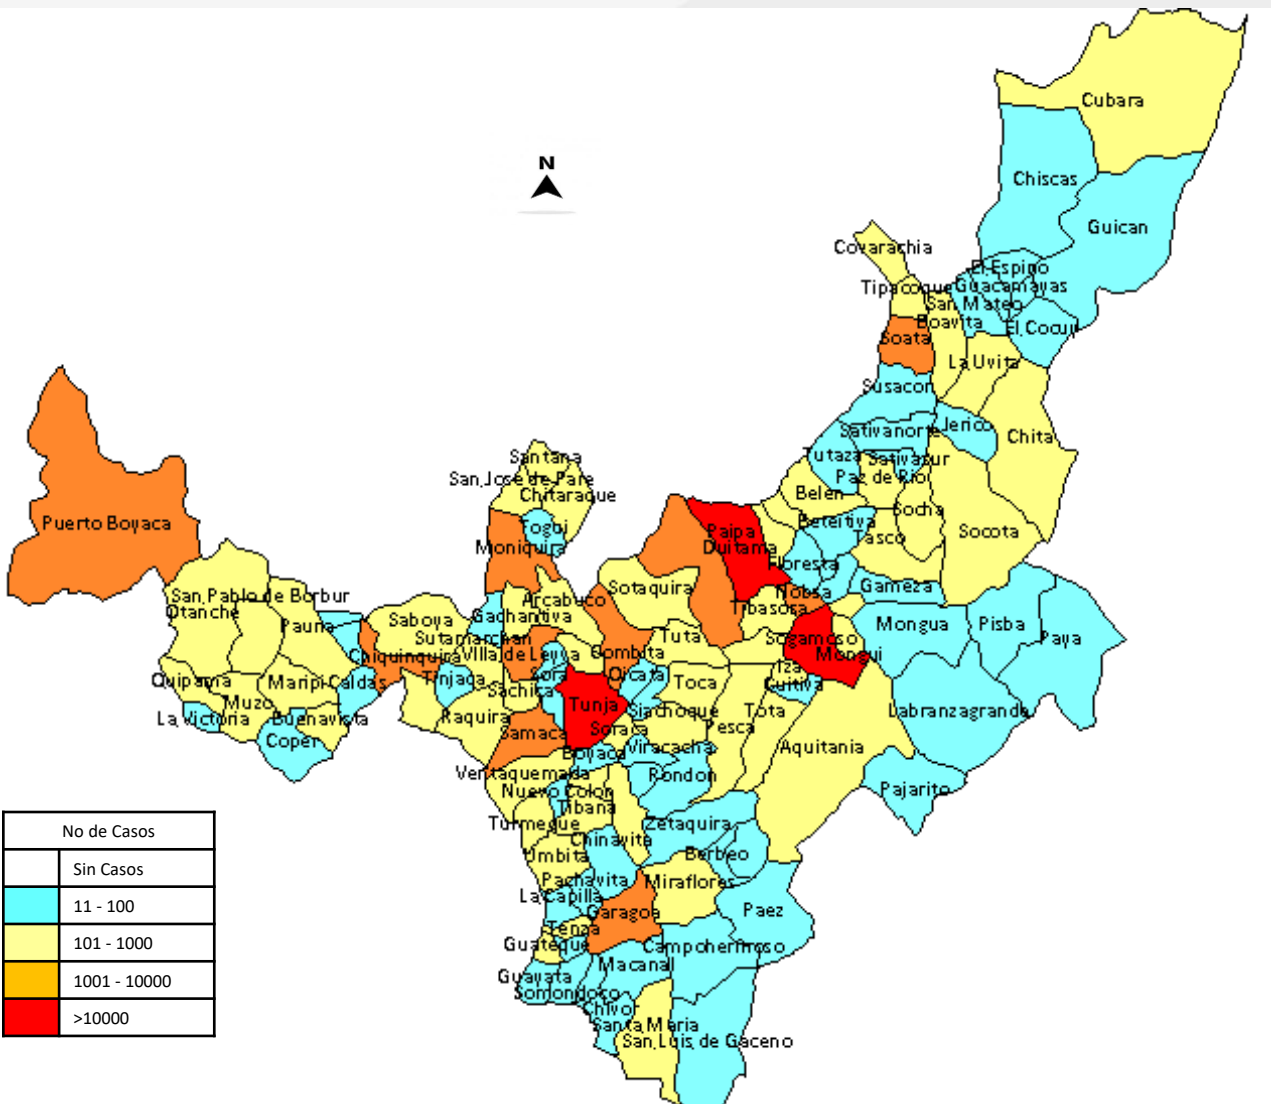 N
Cubara
Chiscas
Guican
Covarachia
El Espino
Tipacoque
Guacamayas
San Mateo
Boavita
El Cocuy
Soata
La Uvita
Susacon
Jerico
Sativanorte
Chita
Tutaza
Sativasur
Paz de Rio
Santana
San Jose de Pare
Chitaraque
Belen
Socha
Togui
Beteitiva
Puerto Boyaca
Paipa
Duitama
Tasco
Socota
Moniquira
Floresta
Gameza
Sotaquira
Nobsa
San Pablo de Borbur
Otanche
Arcabuco
Tibasosa
Gachantiva
Saboya
Pauna
Mongua
Pisba
Paya
Sutamarchan
Tuta
Sogamoso
Chiquinquira
Villa de Leyva
Combita
Mongui
Iza
Quipama
Maripi
Caldas
Tinjaca
Sora
Oicata
Toca
Cuitiva
Sachica
Muzo
Tunja
Siachoque
Tota
Labranzagrande
La Victoria
Buenavista
Raquira
Samaca
Soraca
Pesca
Coper
Boyaca
Viracacha
Aquitania
Ventaquemada
Rondon
Pajarito
Nuevo Colon
Tibana
Turmeque
Zetaquira
Chinavita
Umbita
Berbeo
Pachavita
Miraflores
La Capilla
Garagoa
Paez
Tenza
Guateque
Campohermoso
Macanal
Guayata
Somondoco
Chivor
Santa Maria
San Luis de Gaceno
No de Casos
Sin Casos
11 - 100
101 - 1000
1001 - 10000
>10000